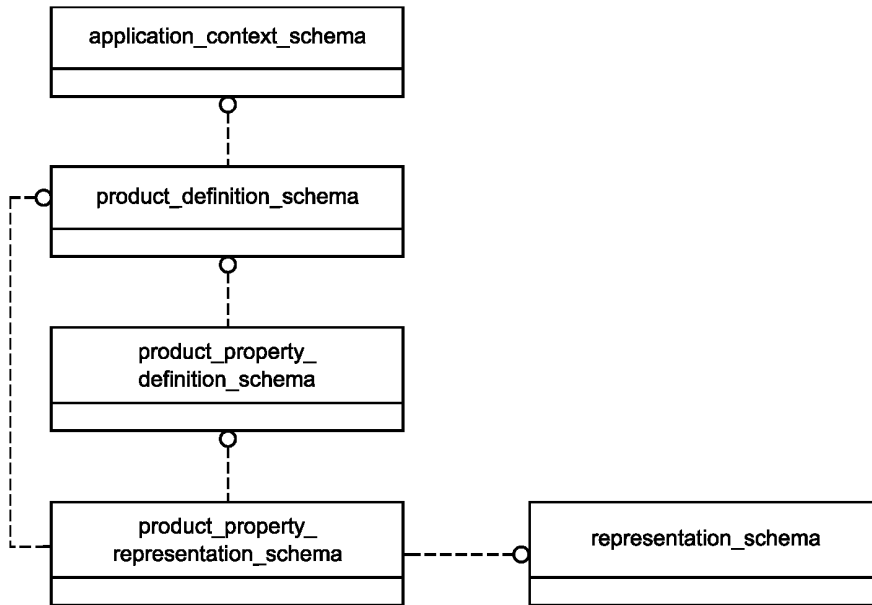 application_context_schema
product_definition_schema
product_property_
definition_schema
product_property_
representation_schema
representation_schema